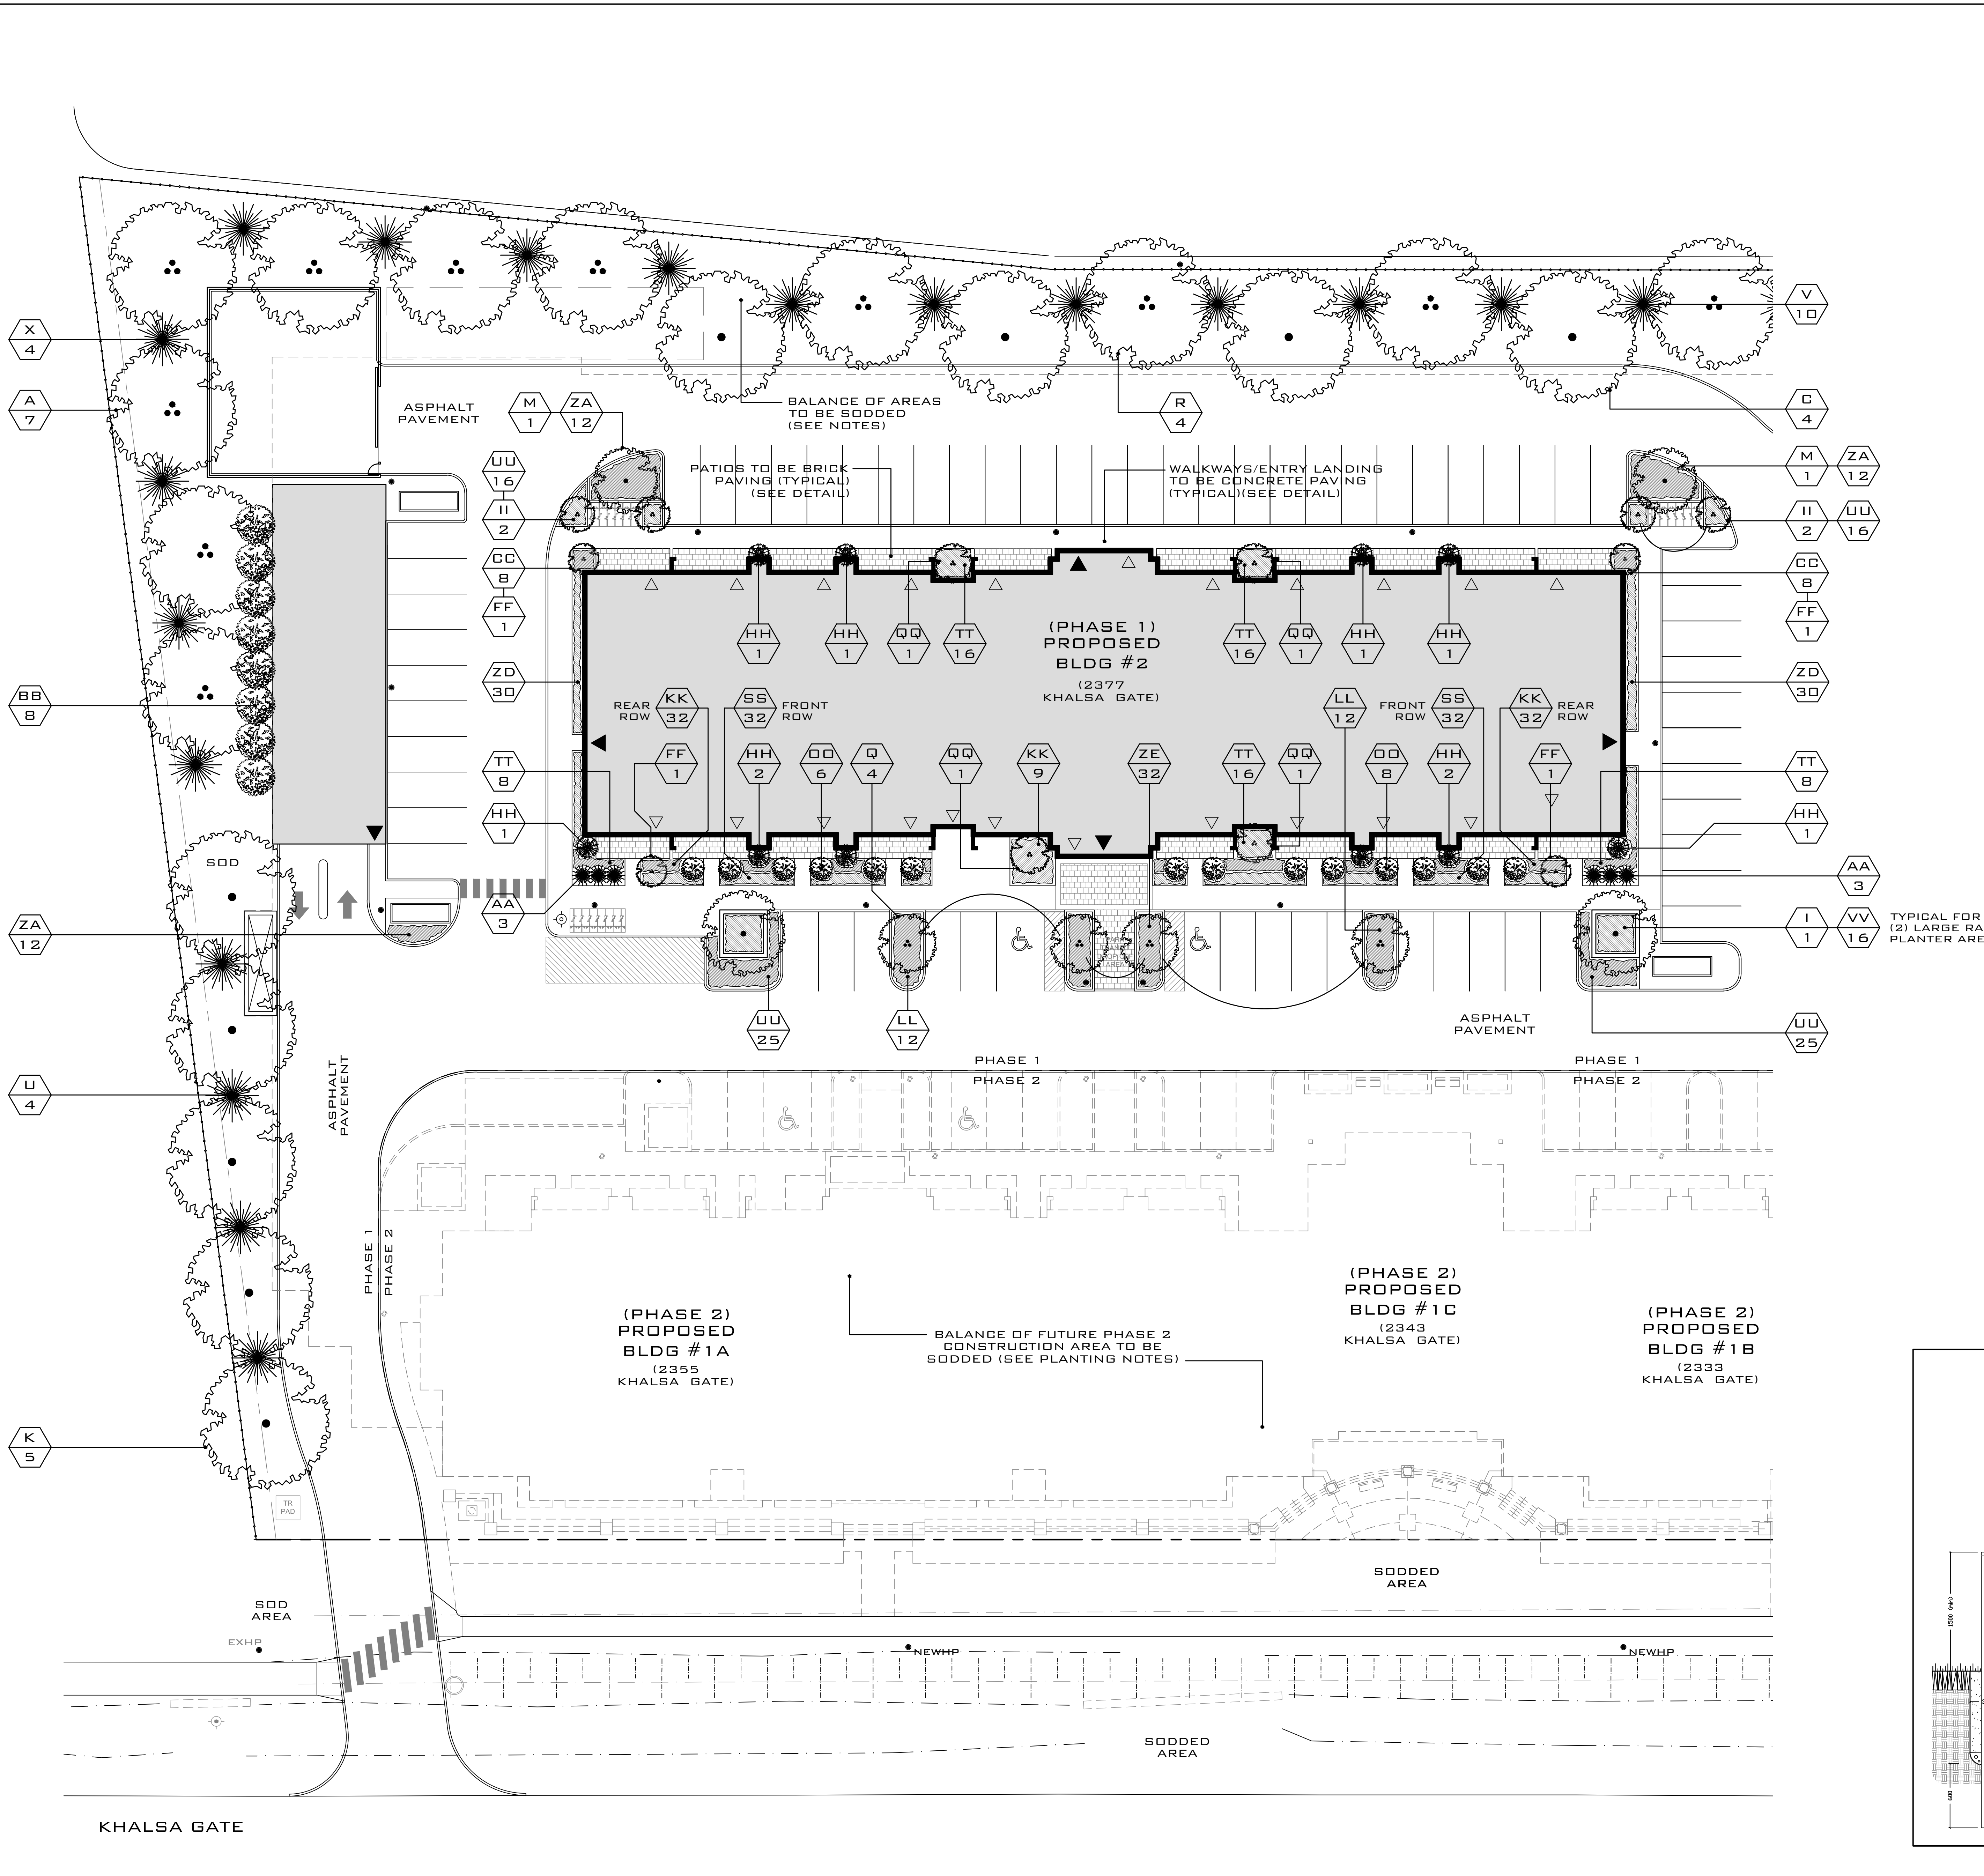 V
10
X
4
A
7
ASPHALT
PAVEMENT
M
1
ZA
12
BALANCE OF AREAS
TO BE SODDED
(SEE NOTES)
R
4
C
4
UU
16
PATIOS TO BE BRICK
PAVING (TYPICAL)
(SEE DETAIL)
WALKWAYS/ENTRY LANDING
TO BE CONCRETE PAVING
(TYPICAL)(SEE DETAIL)
M
1
ZA
12
II
2
II
2
UU
16
CC
8
FF
1
CC
8
FF
1
HH
1
HH
1
QQ
1
TT
16
(PHASE 1)
PROPOSED
BLDG #2
(2377
KHALSA GATE)
TT
16
QQ
1
HH
1
HH
1
ZD
30
ZD
30
BB
8
REAR
ROW
KK
32
SS
32
FRONT
ROW
LL
12
FRONT
ROW
SS
32
KK
32
REAR
ROW
TT
8
FF
1
HH
2
OO
6
Q
4
QQ
1
KK
9
ZE
32
TT
16
QQ
1
OO
8
HH
2
FF
1
TT
8
HH
1
HH
1
SOD
AA
3
AA
3
ZA
12
I
1
VV
16
TYPICAL FOR
(2) LARGE RA
PLANTER ARE
UU
25
LL
12
ASPHALT
PAVEMENT
UU
25
PHASE 1
PHASE 2
PHASE 1
PHASE 2
U
4
ASPHALT
PAVEMENT
PHASE 1
PHASE 2
(PHASE 2)
PROPOSED
BLDG #1A
(2355
KHALSA GATE)
BALANCE OF FUTURE PHASE 2
CONSTRUCTION AREA TO BE
SODDED (SEE PLANTING NOTES)
(PHASE 2)
PROPOSED
BLDG #1C
(2343
KHALSA GATE)
(PHASE 2)
PROPOSED
BLDG #1B
(2333
KHALSA GATE)
K
5
TR
PAD
SODDED
AREA
SOD
AREA
EXHP
NEWHP
NEWHP
1500 (min)
SODDED
AREA
600
KHALSA GATE